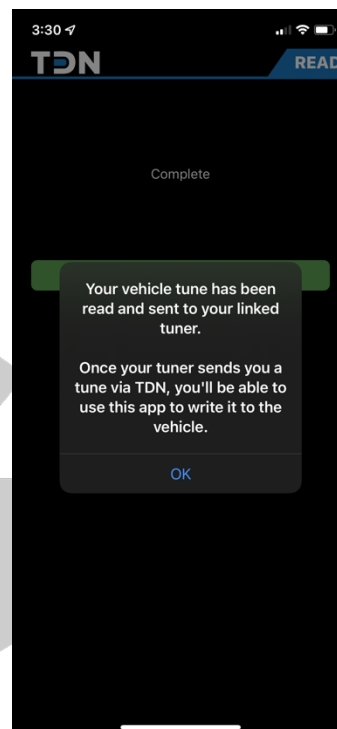 3:30
TDN
READ
Complete
Your vehicle tune has been
read and sent to your linked
tuner.
Once your tuner sends you a
tune via TDN, you'll be able to
use this app to write it to the
vehicle.
OK